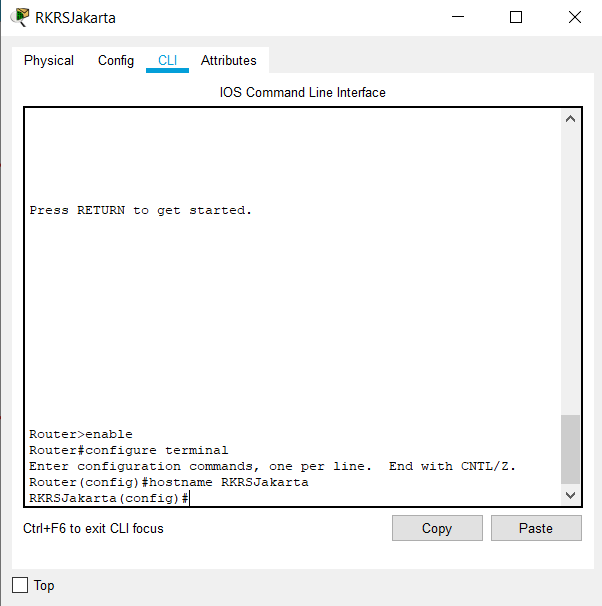 RKRSJakarta
Physical Config CLI Attributes
IOS Command Line Interface
Press RETURN to get started.
Router>enable
Router#configure terminal
Enter configuration commands, one per line.  End with CNTL/Z.
Router(config)#hostname RKRSJakarta
RKRSJakarta(config)#
Ctrl+F6 to exit CLI focus
Copy Paste
Top